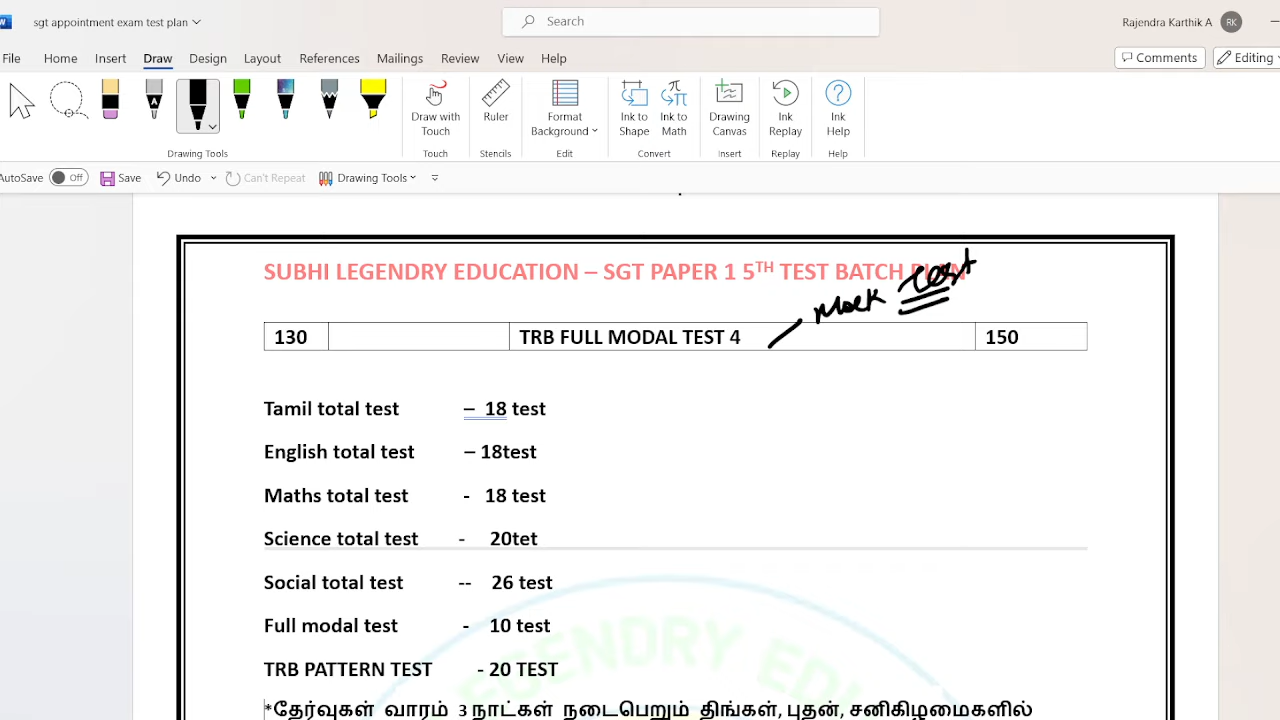 sgt appointment exam test plan
Search
Rajendra Karthik A RK
File Home Insert Draw Design Layout References Mailings Review View Help
Comments Editing
Draw with Touch
Ruler
Format Background
Ink to Shape
Ink to Math
Drawing Canvas
Ink Replay
Ink Help
Drawing Tools Touch Stencils Edit Convert Insert Replay Help
AutoSave Off Save Undo Can't Repeat Drawing Tools
SUBHI LEGENDRY EDUCATION – SGT PAPER 1 5TH TEST BATCH PLAN
Mock Test
130 TRB FULL MODAL TEST 4 150
Tamil total test – 18 test
English total test – 18test
Maths total test - 18 test
Science total test - 20tet
Social total test -- 26 test
Full modal test - 10 test
TRB PATTERN TEST - 20 TEST
*தேர்வுகள் வாரம் 3 நாட்கள் நடைபெறும் திங்கள், புதன், சனிகிழமைகளில்
LEGENDRY EDU